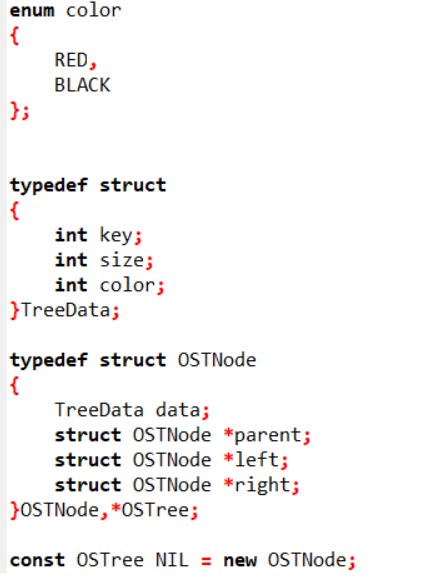 enum color
{
    RED,
    BLACK
};
typedef struct
{
    int key;
    int size;
    int color;
}TreeData;
typedef struct OSTNode
{
    TreeData data;
    struct OSTNode *parent;
    struct OSTNode *left;
    struct OSTNode *right;
}OSTNode,*OSTree;
const OSTree NIL = new OSTNode;